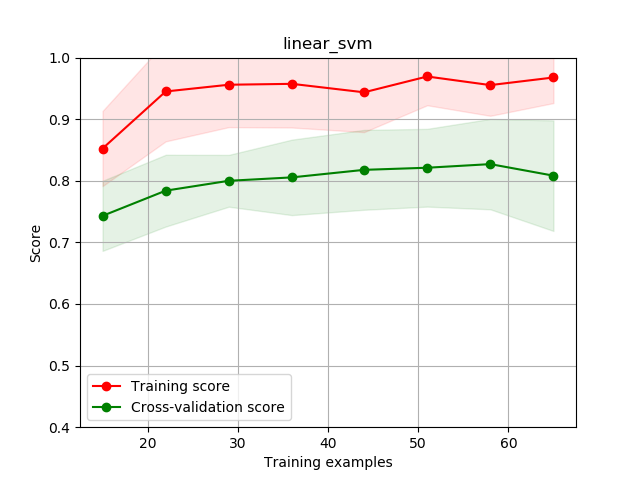 linear_svm
1.0
0.9
0.8
0.7
0.6
0.5
0.4
Score
Training score
Cross-validation score
20 30 40 50 60
Training examples